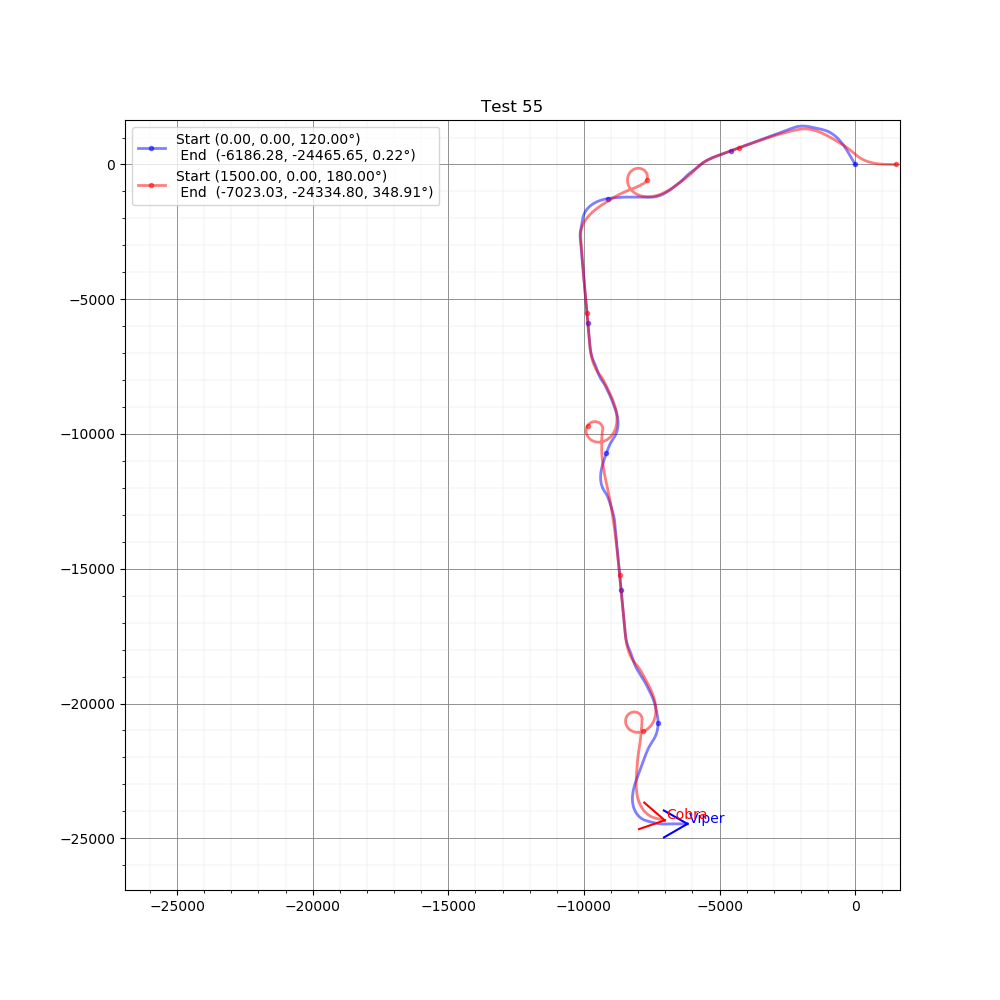 Test 55
Start (0.00, 0.00, 120.00°)
End  (-6186.28, -24465.65, 0.22°)
Start (1500.00, 0.00, 180.00°)
End  (-7023.03, -24334.80, 348.91°)
0
−5000
−10000
−15000
−20000
−25000
Cobra
Viper
−25000 −20000 −15000 −10000 −5000 0